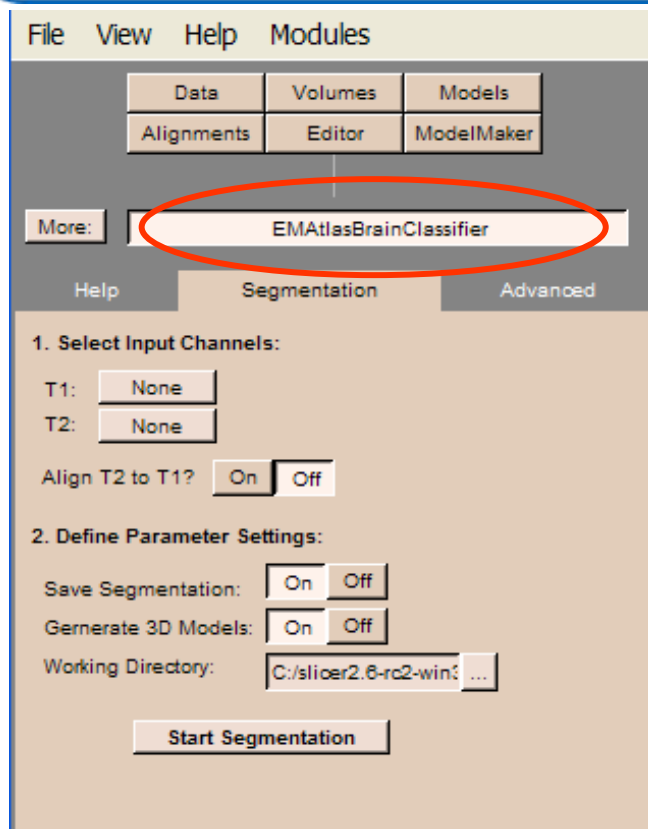 File View Help Modules
Data Volumes Models
Alignments Editor ModelMaker
More: EMAtlasBrainClassifier
Help Segmentation Advanced
1. Select Input Channels:
T1: None
T2: None
Align T2 to T1? On Off
2. Define Parameter Settings:
Save Segmentation: On Off
Gernerate 3D Models: On Off
Working Directory: C:/slicer2.6-rc2-win3 ...
Start Segmentation